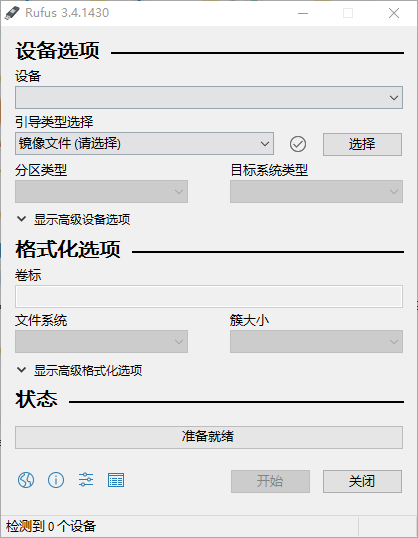 Rufus 3.4.1430
设备选项
设备
引导类型选择
镜像文件 (请选择)
选择
分区类型
目标系统类型
显示高级设备选项
格式化选项
卷标
文件系统
簇大小
显示高级格式化选项
状态
准备就绪
开始
关闭
检测到 0 个设备